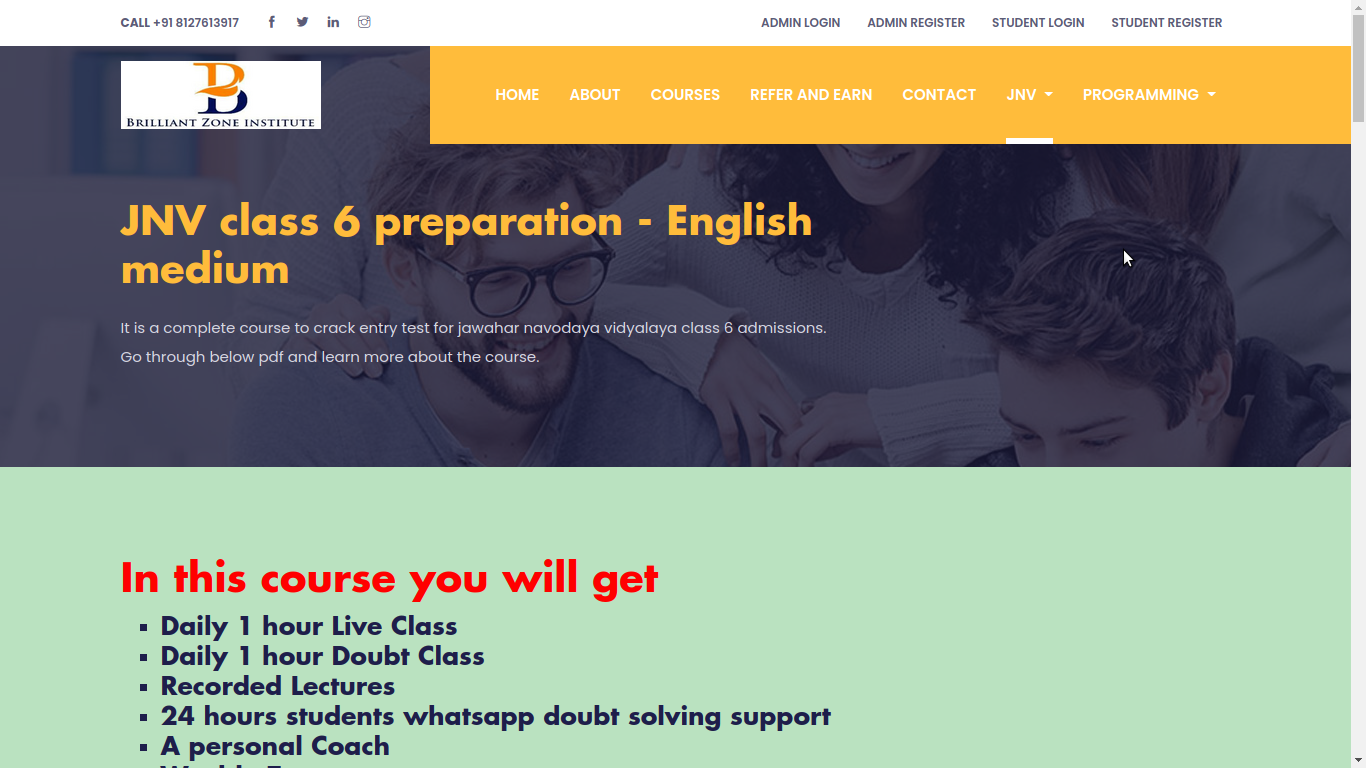 CALL +91 8127613917
ADMIN LOGIN ADMIN REGISTER STUDENT LOGIN STUDENT REGISTER
B
BRILLIANT ZONE INSTITUTE
HOME ABOUT COURSES REFER AND EARN CONTACT JNV PROGRAMMING
JNV class 6 preparation - English
medium
It is a complete course to crack entry test for jawahar navodaya vidyalaya class 6 admissions.
Go through below pdf and learn more about the course.
In this course you will get
Daily 1 hour Live Class
Daily 1 hour Doubt Class
Recorded Lectures
24 hours students whatsapp doubt solving support
A personal Coach